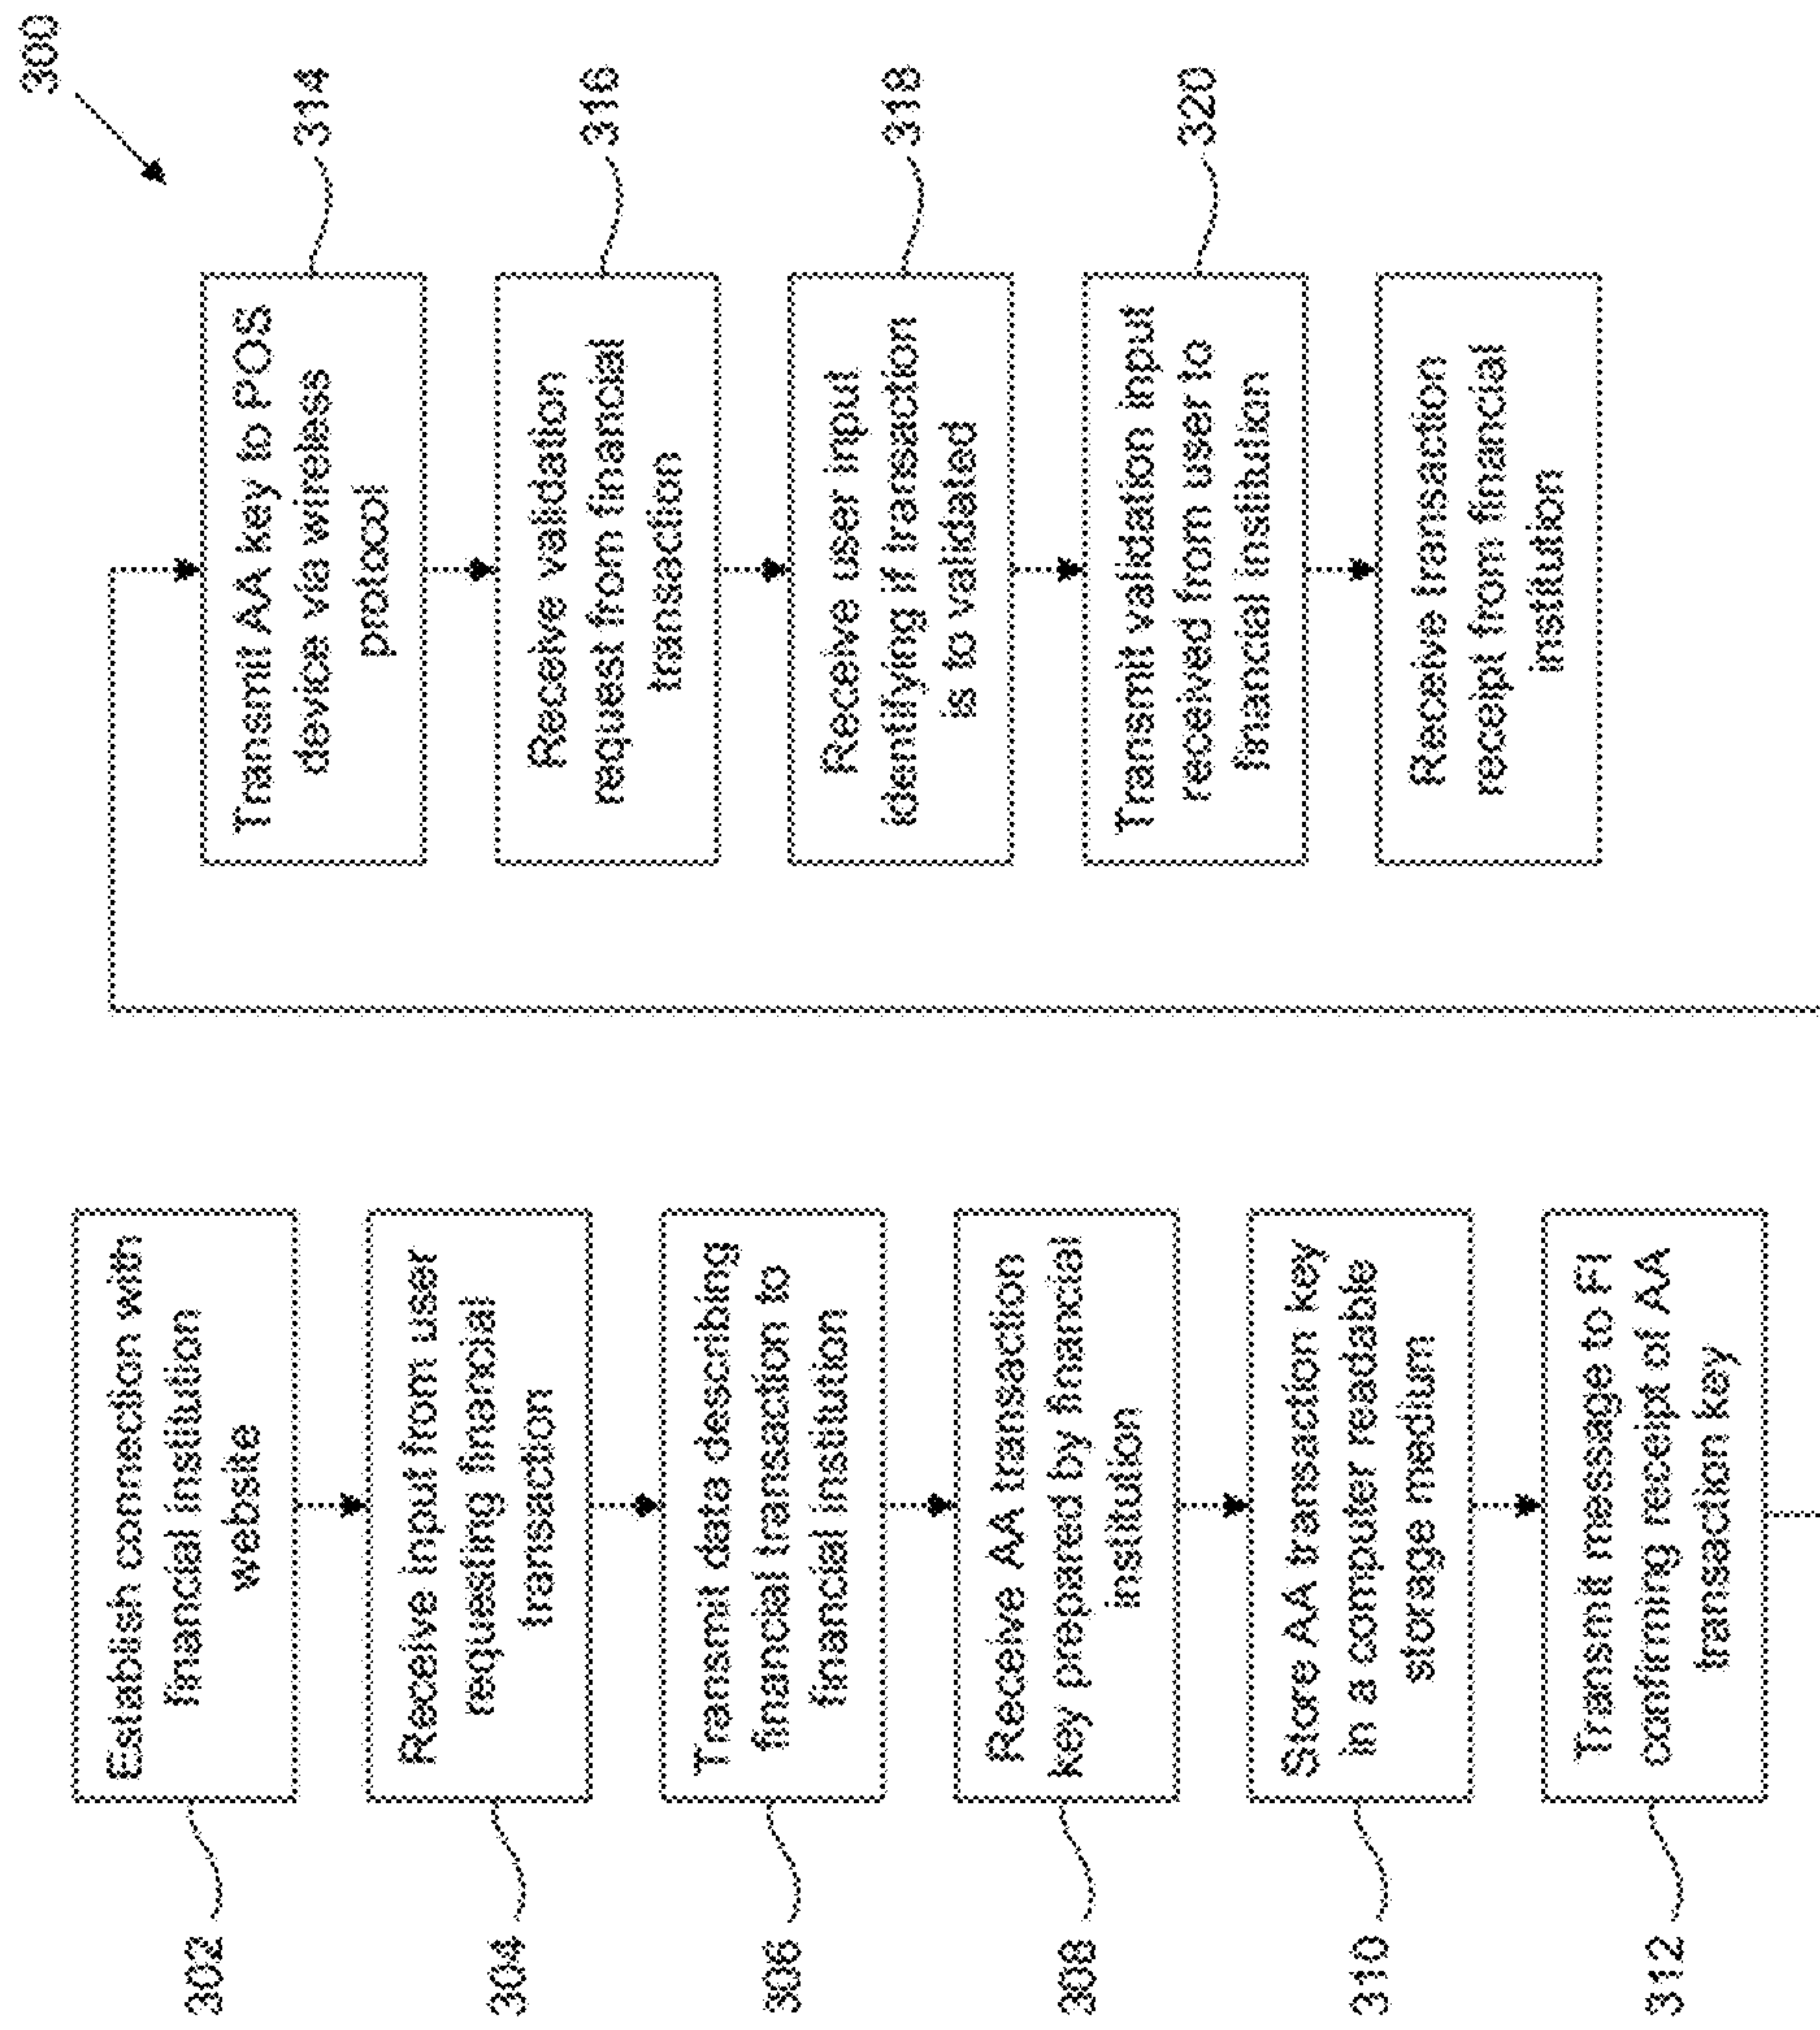 300
302
Establish connection with
financial institution
website
304
Receive input from user
requesting financial
transaction
306
Transmit data describing
financial transaction to
financial institution
308
Receive AA transaction
key prepared by financial
institution
310
Store AA transaction key
in a computer readable
storage medium
312
Transmit message to FI
confirming receipt of AA
transaction key
314
Transmit AA key to POS
device via wireless
protocol
316
Receive validation
request from financial
transaction
318
Receive user input
identifying if transaction
is to validated
320
Transmit validation input
received from user to
financial institution
Receive transaction
receipt from financial
institution